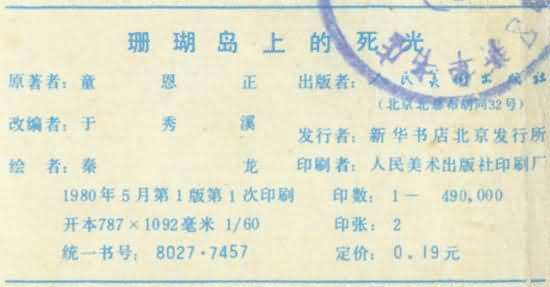 珊瑚岛上的死光
原著者：童恩正 出版者：人民美术出版社
（北京北总布胡同32号）
改编者：于秀溪
发行者：新华书店北京发行所
绘者：秦龙 印刷者：人民美术出版社印刷厂
1980年5月第1版第1次印刷 印数：1—490,000
开本787×1092毫米 1/60 印张：2
统一书号：8027·7457 定价：0.19元